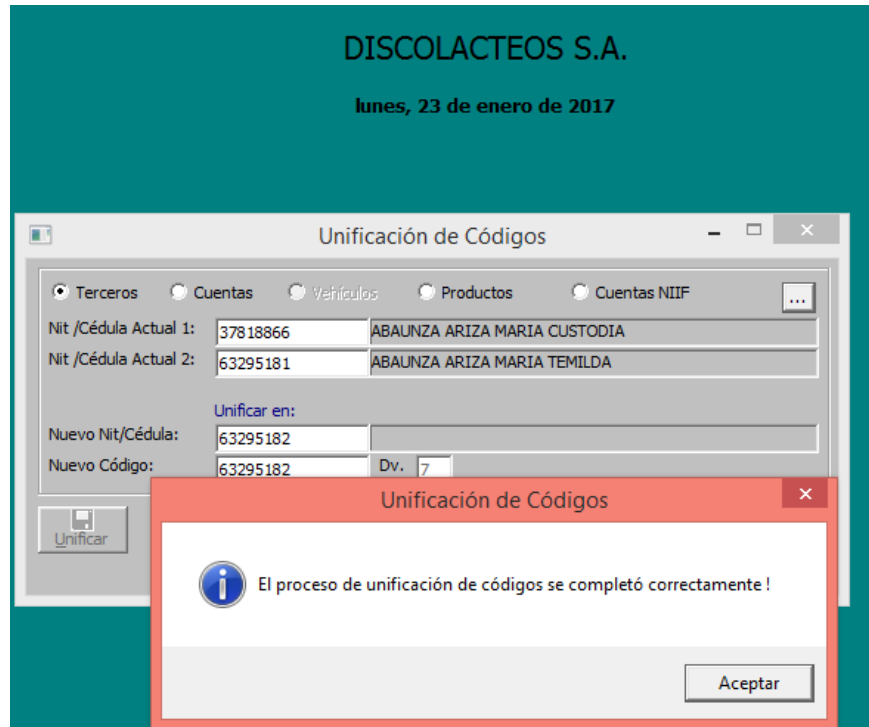 DISCOLACTEOS S.A.
lunes, 23 de enero de 2017
Unificación de Códigos
Terceros Cuentas Vehículos Productos Cuentas NIIF ...
Nit /Cédula Actual 1: 37818866 ABAUNZA ARIZA MARIA CUSTODIA
Nit /Cédula Actual 2: 63295181 ABAUNZA ARIZA MARIA TEMILDA
Unificar en:
Nuevo Nit/Cédula: 63295182
Nuevo Código: 63295182 Dv. 7
Unificar
Unificación de Códigos
El proceso de unificación de códigos se completó correctamente !
Aceptar